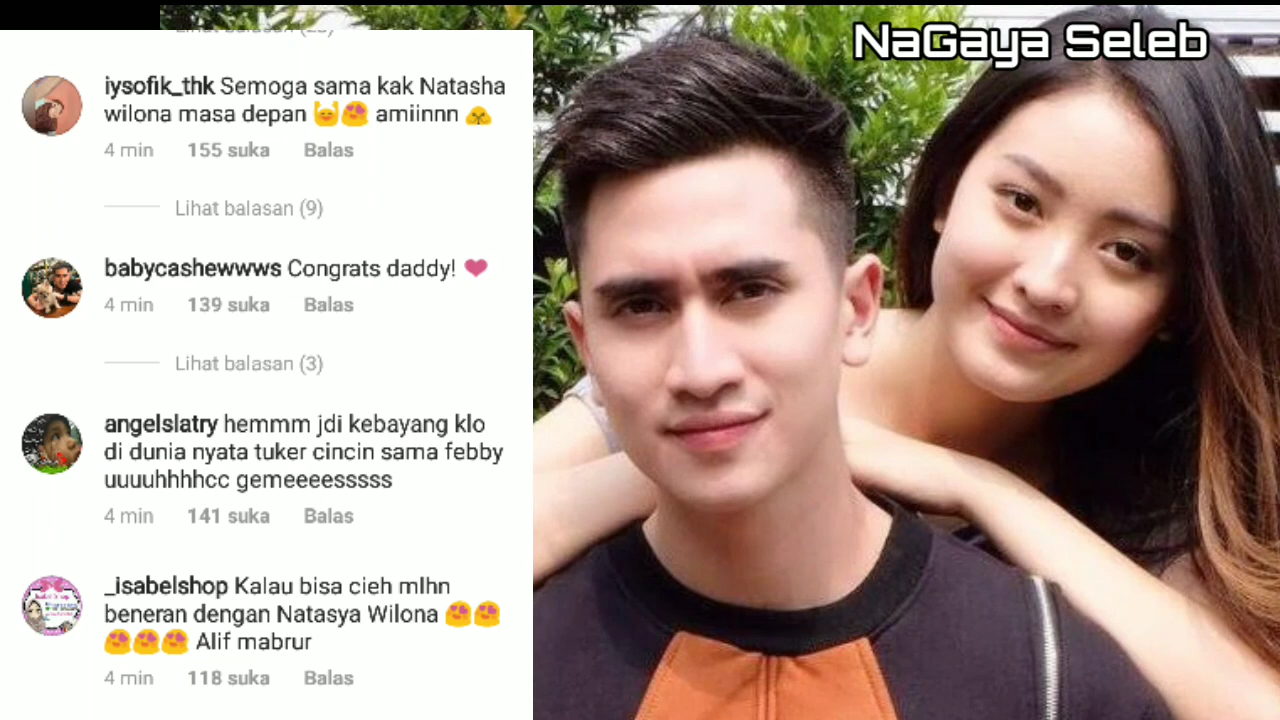 NaGaya Seleb
Lihat balasan (23)
iysofik_thk Semoga sama kak Natasha
wilona masa depan 🙌😍 amiinnn 🙏
4 min 155 suka Balas
Lihat balasan (9)
babycashewwws Congrats daddy! ❤
4 min 139 suka Balas
Lihat balasan (3)
angelslatry hemmm jdi kebayang klo
di dunia nyata tuker cincin sama febby
uuuuhhhhcc gemeeeesssss
4 min 141 suka Balas
_isabelshop Kalau bisa cieh mlhn
beneran dengan Natasya Wilona 😍😍
😍😍😍 Alif mabrur
4 min 118 suka Balas